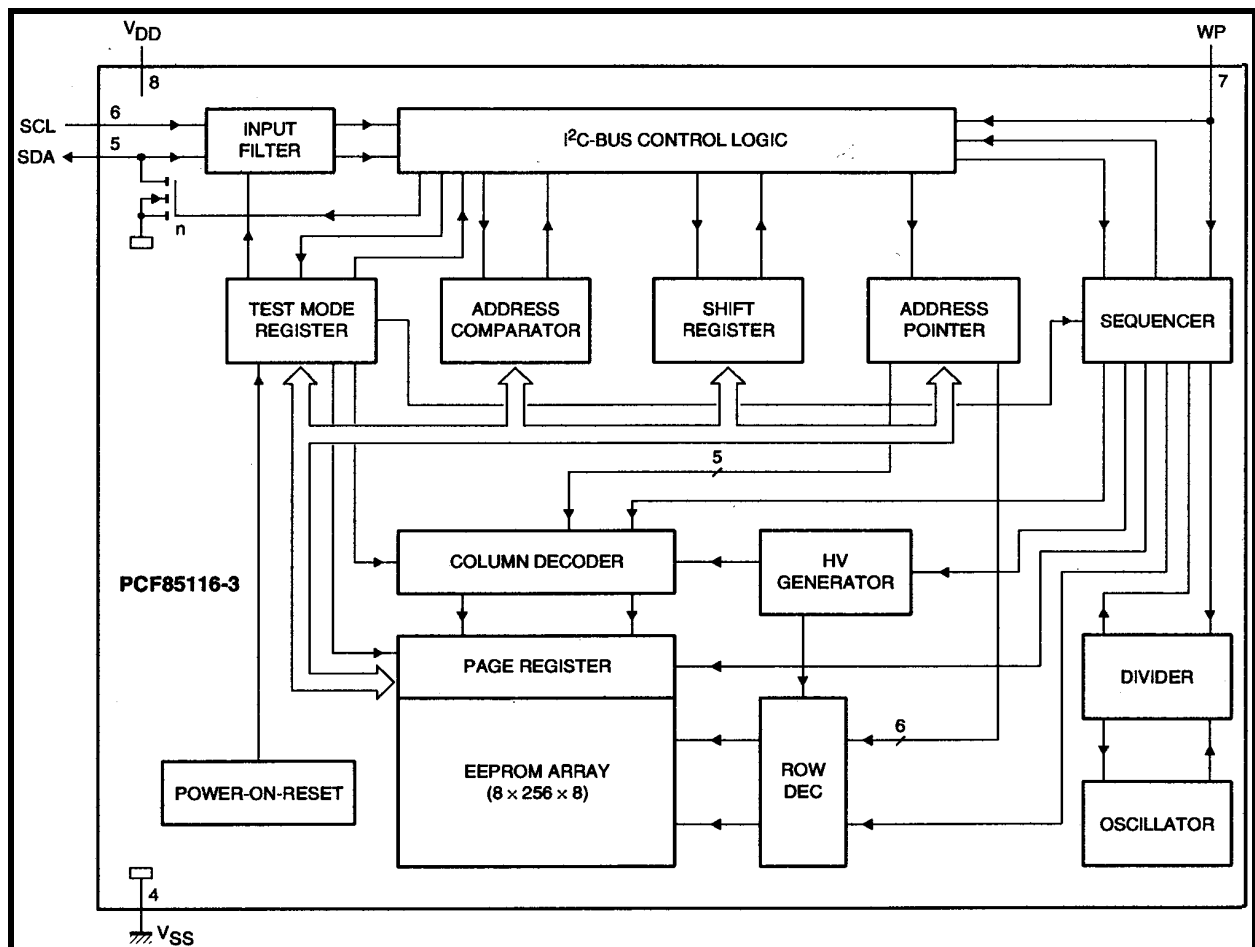 VDD
WP
8
7
SCL
6
INPUT
FILTER
I²C-BUS CONTROL LOGIC
SDA
5
n
TEST MODE
REGISTER
ADDRESS
COMPARATOR
SHIFT
REGISTER
ADDRESS
POINTER
SEQUENCER
5
COLUMN DECODER
HV
GENERATOR
PCF85116-3
PAGE REGISTER
DIVIDER
6
EEPROM ARRAY
(8 × 256 × 8)
ROW
DEC
POWER-ON-RESET
OSCILLATOR
4
VSS